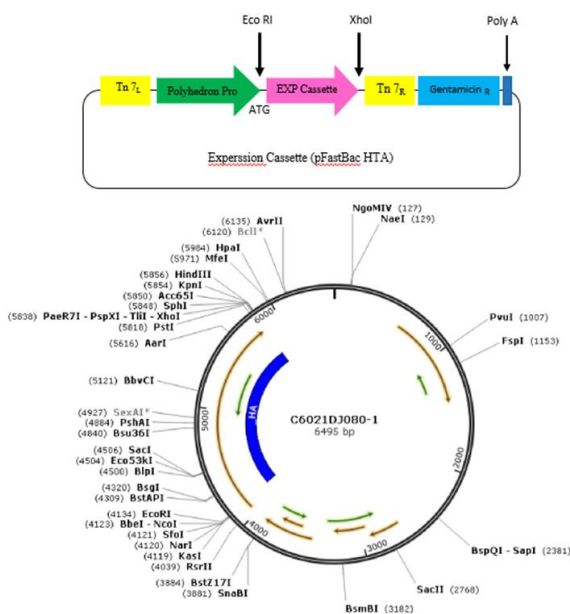 Eco RI
XhoI
Poly A
Tn 7L
Polyhedron Pro
EXP Cassette
Tn 7R
Gentamicin R
ATG
Experssion Cassette (pFastBac HTA)
(6135) AvrII
(6120) BclI*
(5984) HpaI
(5971) MfeI
(5856) HindIII
(5854) KpnI
(5850) Acc65I
(5848) SphI
(5838) PaeR7I - PspXI - TliI - XhoI
(5818) PstI
(5616) AarI
(5121) BbvCI
(4927) SexAI*
(4884) PshAI
(4840) Bsu36I
(4506) SacI
(4504) Eco53kI
(4500) BlpI
(4320) BsgI
(4309) BstAPI
(4134) EcoRI
(4123) BbeI - NcoI
(4121) SfoI
(4120) NarI
(4119) KasI
(4039) RsrII
(3884) BstZ17I
(3881) SnaBI
NgoMIV (127)
NaeI (129)
PvuI (1007)
FspI (1153)
BspQI - SapI (2381)
SacII (2768)
BsmBI (3182)
1000
2000
3000
4000
5000
6000
HA
C6021DJ080-1
6495 bp